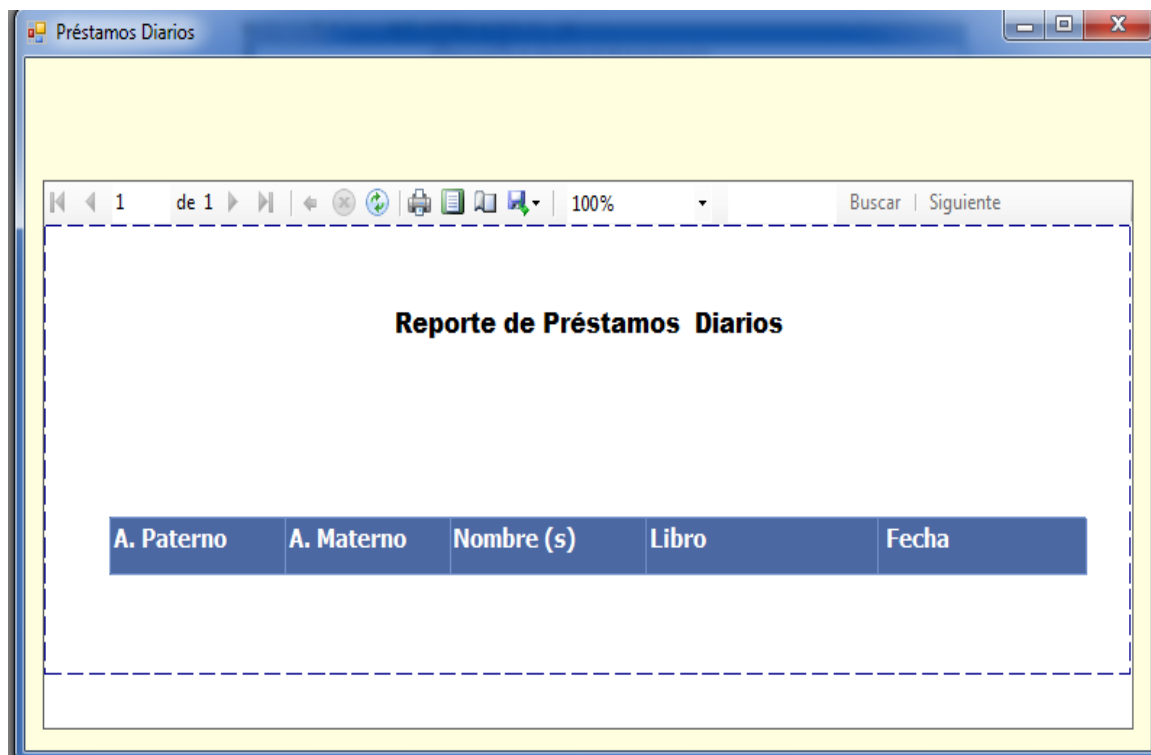 Préstamos Diarios
1 de 1 100% Buscar | Siguiente
Reporte de Préstamos Diarios
A. Paterno A. Materno Nombre (s) Libro Fecha